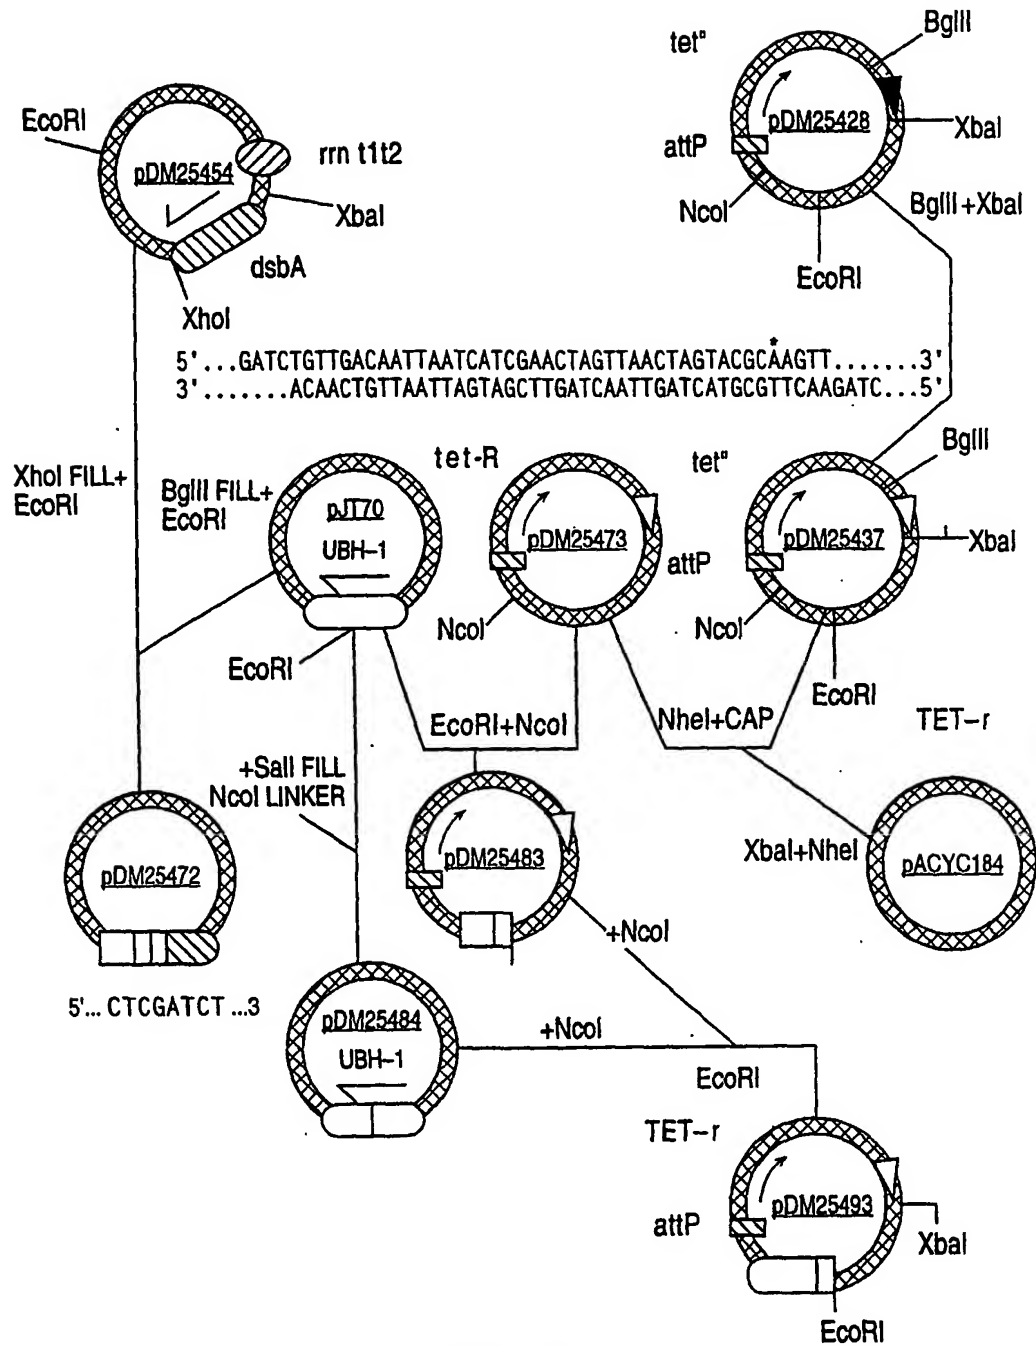 tet⁰
BglII
EcoRI
rrn t1t2
pDM25454
XbaI
dsbA
XhoI
pDM25428
XbaI
attP
NcoI
BglII+XbaI
EcoRI
*
5'...GATCTGTTGACAATTAATCATCGAACTAGTTAACTAGTACGCAAGTT.......3'
3'.......ACAACTGTTAATTAGTAGCTTGATCAATTGATCATGCGTTCAAGATC...5'
XhoI FILL+
EcoRI
BglII FILL+
EcoRI
tet-R
tet⁰
BglII
pJT70
UBH-1
pDM25473
attP
pDM25437
XbaI
NcoI
NcoI
EcoRI
EcoRI
EcoRI+NcoI
NheI+CAP
TET-r
+SalI FILL
NcoI LINKER
pDM25472
pDM25483
XbaI+NheI
pACYC184
+NcoI
5'... CTCGATCT ...3
pDM25484
UBH-1
+NcoI
EcoRI
TET-r
attP
pDM25493
XbaI
EcoRI